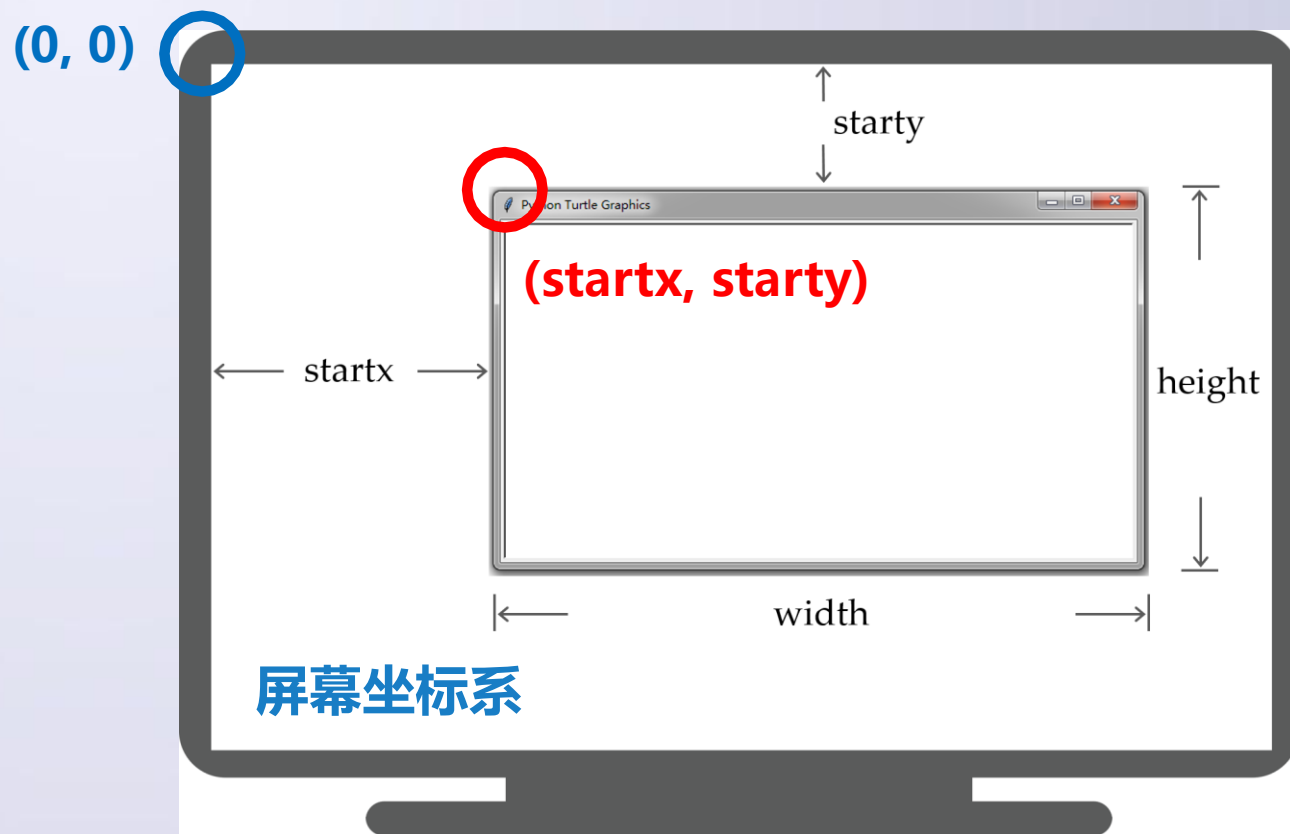 (0, 0)
starty
Python Turtle Graphics
(startx, starty)
startx
height
width
屏幕坐标系